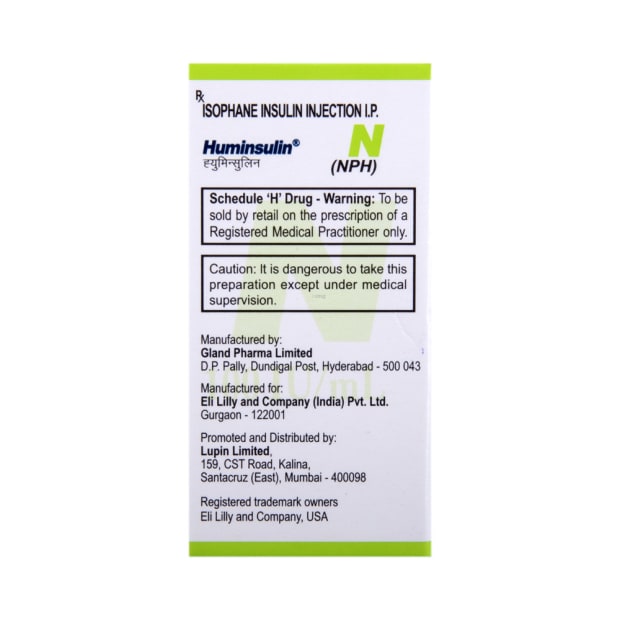 Rx
ISOPHANE INSULIN INJECTION I.P.
Huminsulin® N
ह्युमिन्सुलिन (NPH)
Schedule ‘H’ Drug - Warning: To be
sold by retail on the prescription of a
Registered Medical Practitioner only.
Caution: It is dangerous to take this
preparation except under medical
supervision.
Manufactured by:
Gland Pharma Limited
D.P. Pally, Dundigal Post, Hyderabad - 500 043
Manufactured for:
Eli Lilly and Company (India) Pvt. Ltd.
Gurgaon - 122001
Promoted and Distributed by:
Lupin Limited,
159, CST Road, Kalina,
Santacruz (East), Mumbai - 400098
Registered trademark owners
Eli Lilly and Company, USA
N
IU/mL